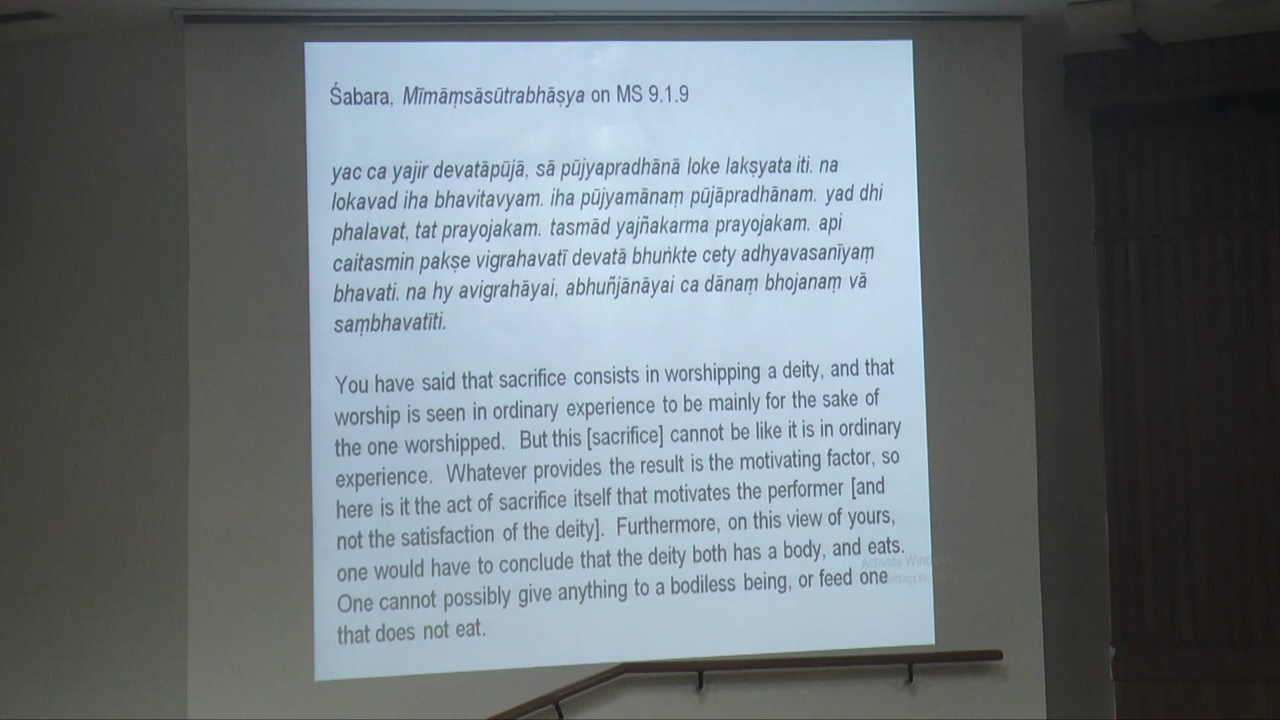 Śabara, Mīmāṃsāsūtrabhāṣya on MS 9.1.9
yac ca yajir devatāpūjā, sā pūjyapradhānā loke lakṣyata iti. na
lokavad iha bhavitavyam. iha pūjyamānaṃ pūjāpradhānam. yad dhi
phalavat, tat prayojakam. tasmād yajñakarma prayojakam. api
caitasmin pakṣe vigrahavatī devatā bhuṅkte cety adhyavasanīyaṃ
bhavati. na hy avigrahāyai, abhuñjānāyai ca dānaṃ bhojanaṃ vā
saṃbhavatīti.
You have said that sacrifice consists in worshipping a deity, and that
worship is seen in ordinary experience to be mainly for the sake of
the one worshipped. But this [sacrifice] cannot be like it is in ordinary
experience. Whatever provides the result is the motivating factor, so
here is it the act of sacrifice itself that motivates the performer [and
not the satisfaction of the deity]. Furthermore, on this view of yours,
one would have to conclude that the deity both has a body, and eats.
One cannot possibly give anything to a bodiless being, or feed one
that does not eat.
Activate